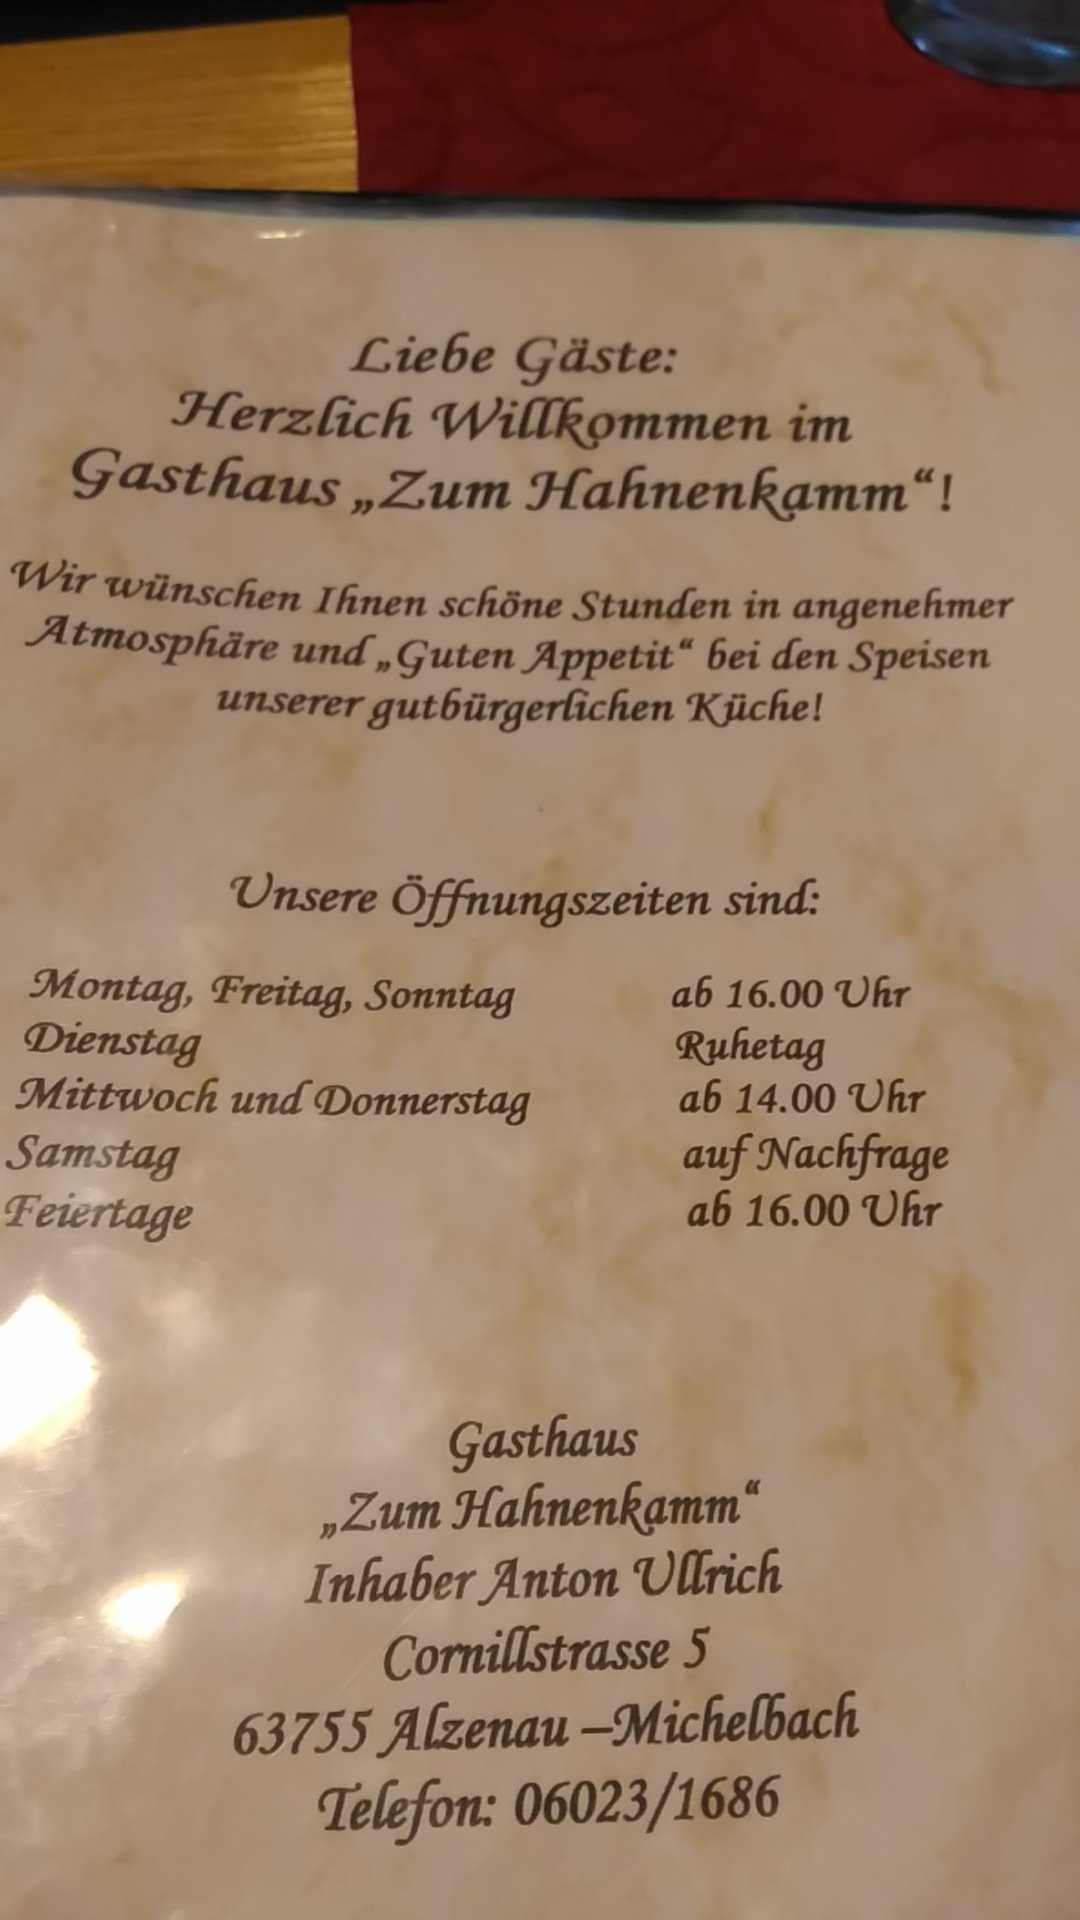 Liebe Gäste:
Herzlich Willkommen im
Gasthaus „Zum Hahnenkamm“!
Wir wünschen Ihnen schöne Stunden in angenehmer
Atmosphäre und „Guten Appetit“ bei den Speisen
unserer gutbürgerlichen Küche!
Unsere Öffnungszeiten sind:
Montag, Freitag, Sonntag ab 16.00 Uhr
Dienstag Ruhetag
Mittwoch und Donnerstag ab 14.00 Uhr
Samstag auf Nachfrage
Feiertage ab 16.00 Uhr
Gasthaus
„Zum Hahnenkamm“
Inhaber Anton Ullrich
Cornillstrasse 5
63755 Alzenau –Michelbach
Telefon: 06023/1686